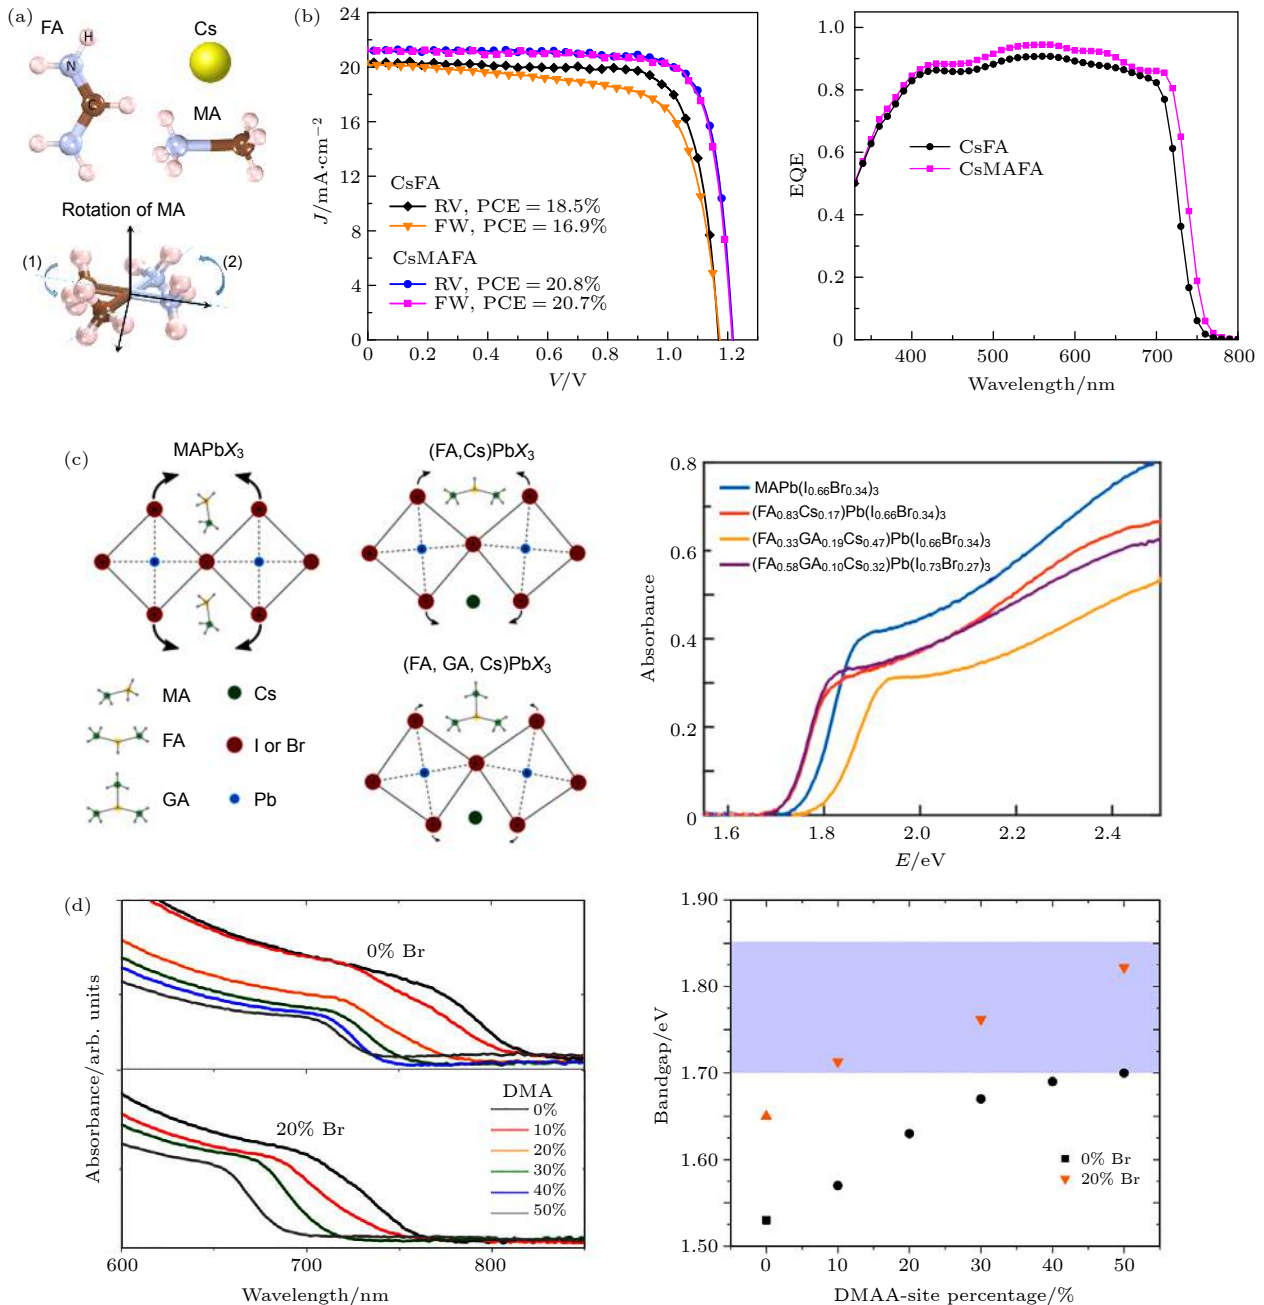 (a)
FA
H
N
C
Cs
MA
Rotation of MA
(1)
(2)
(b)
24
20
16
12
8
4
0
J/mA·cm−2
CsFA
RV, PCE = 18.5%
FW, PCE = 16.9%
CsMAFA
RV, PCE = 20.8%
FW, PCE = 20.7%
0 0.2 0.4 0.6 0.8 1.0 1.2
V/V
1.0
0.8
0.6
0.4
0.2
0
EQE
CsFA
CsMAFA
400 500 600 700 800
Wavelength/nm
(c)
MAPbX3
(FA,Cs)PbX3
(FA, GA, Cs)PbX3
MA
Cs
FA
I or Br
GA
Pb
0.8
0.6
0.4
0.2
0
Absorbance
MAPb(I0.66Br0.34)3
(FA0.83Cs0.17)Pb(I0.66Br0.34)3
(FA0.33GA0.19Cs0.47)Pb(I0.66Br0.34)3
(FA0.58GA0.10Cs0.32)Pb(I0.73Br0.27)3
1.6 1.8 2.0 2.2 2.4
E/eV
(d)
Absorbance/arb. units
0% Br
20% Br
DMA
0%
10%
20%
30%
40%
50%
600 700 800
Wavelength/nm
1.90
1.80
1.70
1.60
1.50
Bandgap/eV
0% Br
20% Br
0 10 20 30 40 50
DMAA-site percentage/%